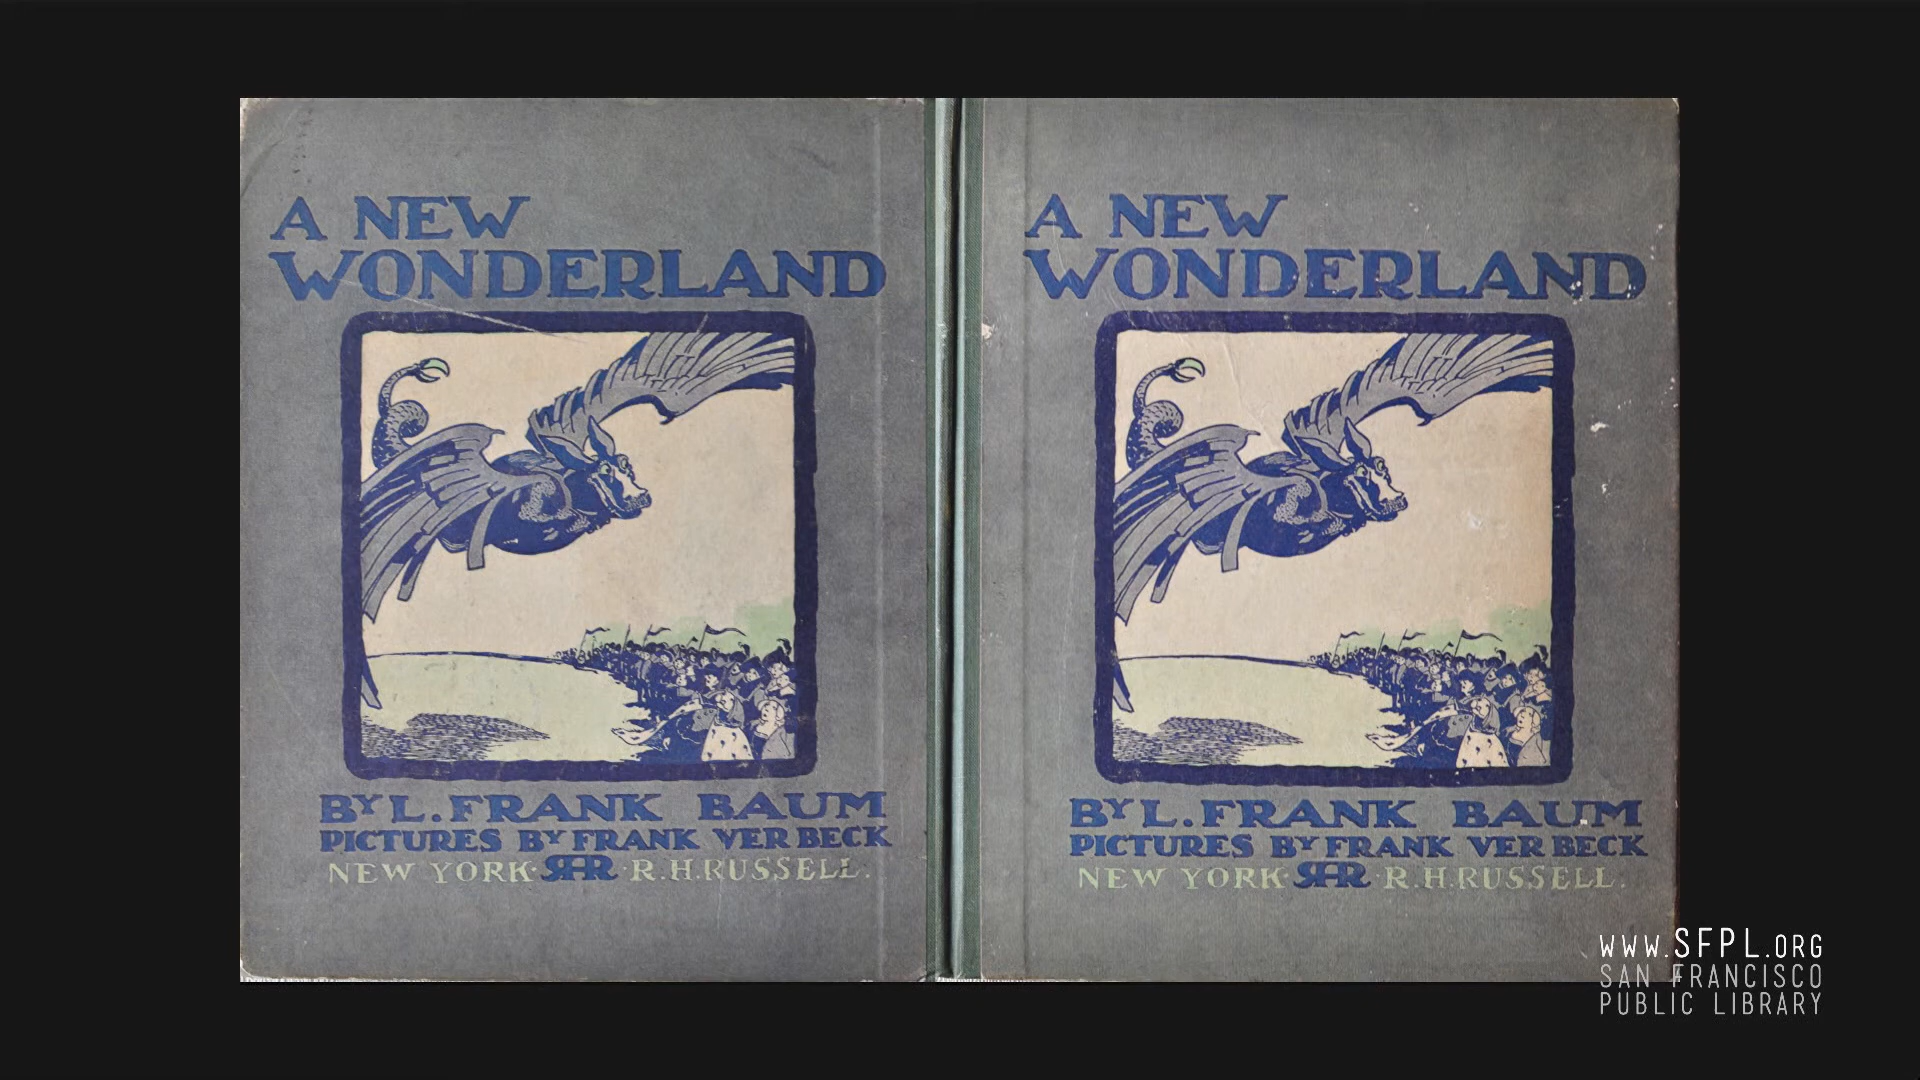 A NEW
WONDERLAND
BY L. FRANK BAUM
PICTURES BY FRANK VER BECK
NEW YORK · RHR · R.H.RUSSELL.
A NEW
WONDERLAND
BY L. FRANK BAUM
PICTURES BY FRANK VER BECK
NEW YORK · RHR · R.H.RUSSELL.
WWW.SFPL.ORG
SAN FRANCISCO
PUBLIC LIBRARY